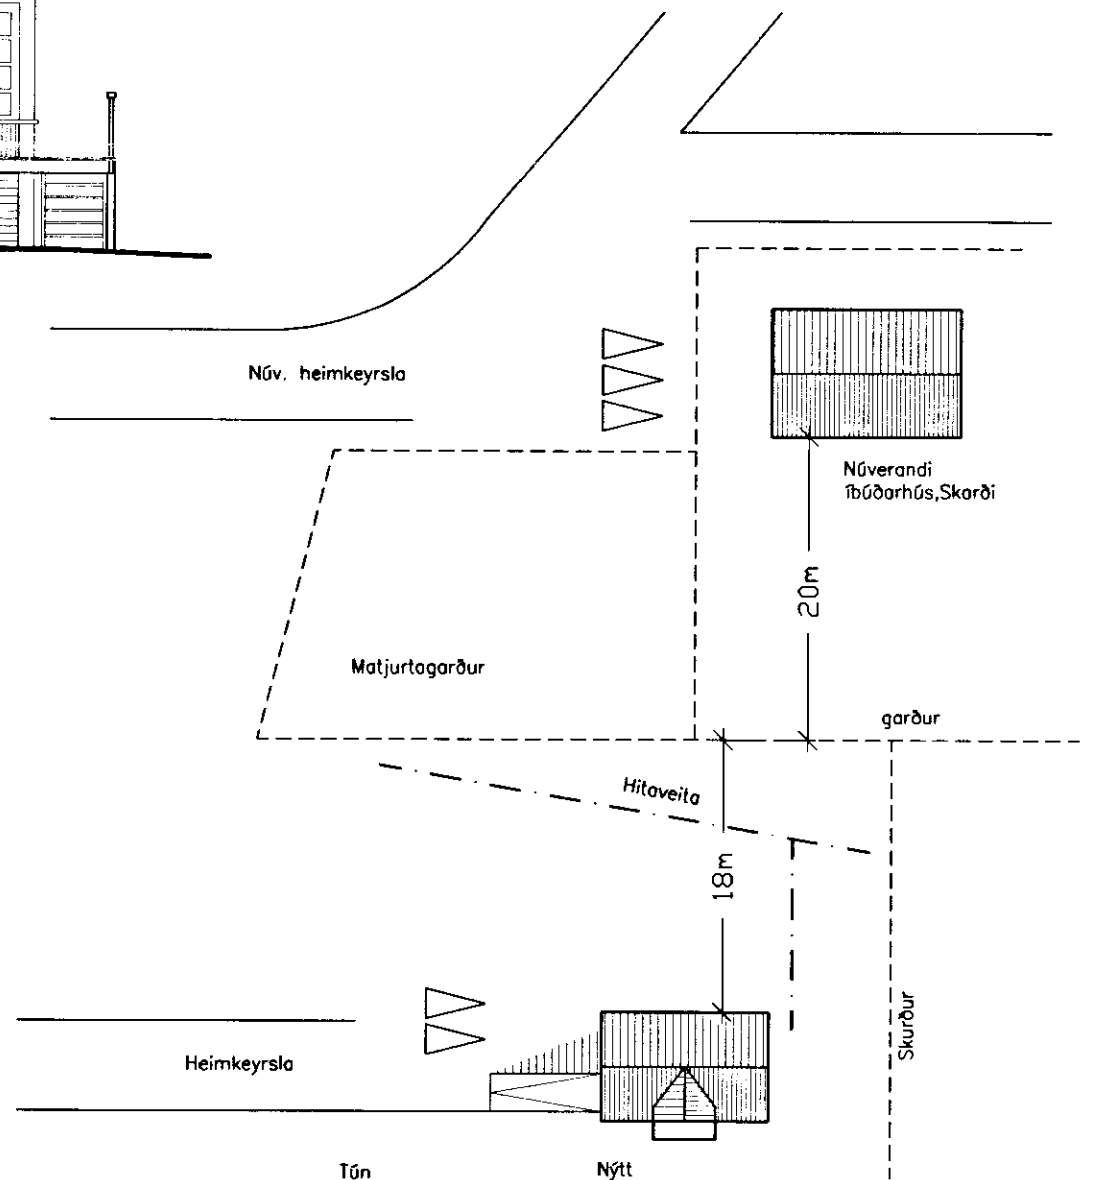 Núv. heimkeyrsla
Núverandi
íbúðarhús,Skarði
20m
Matjurtagarður
garður
Hitaveita
18m
Skurður
Heimkeyrsla
Tún
Nýtt